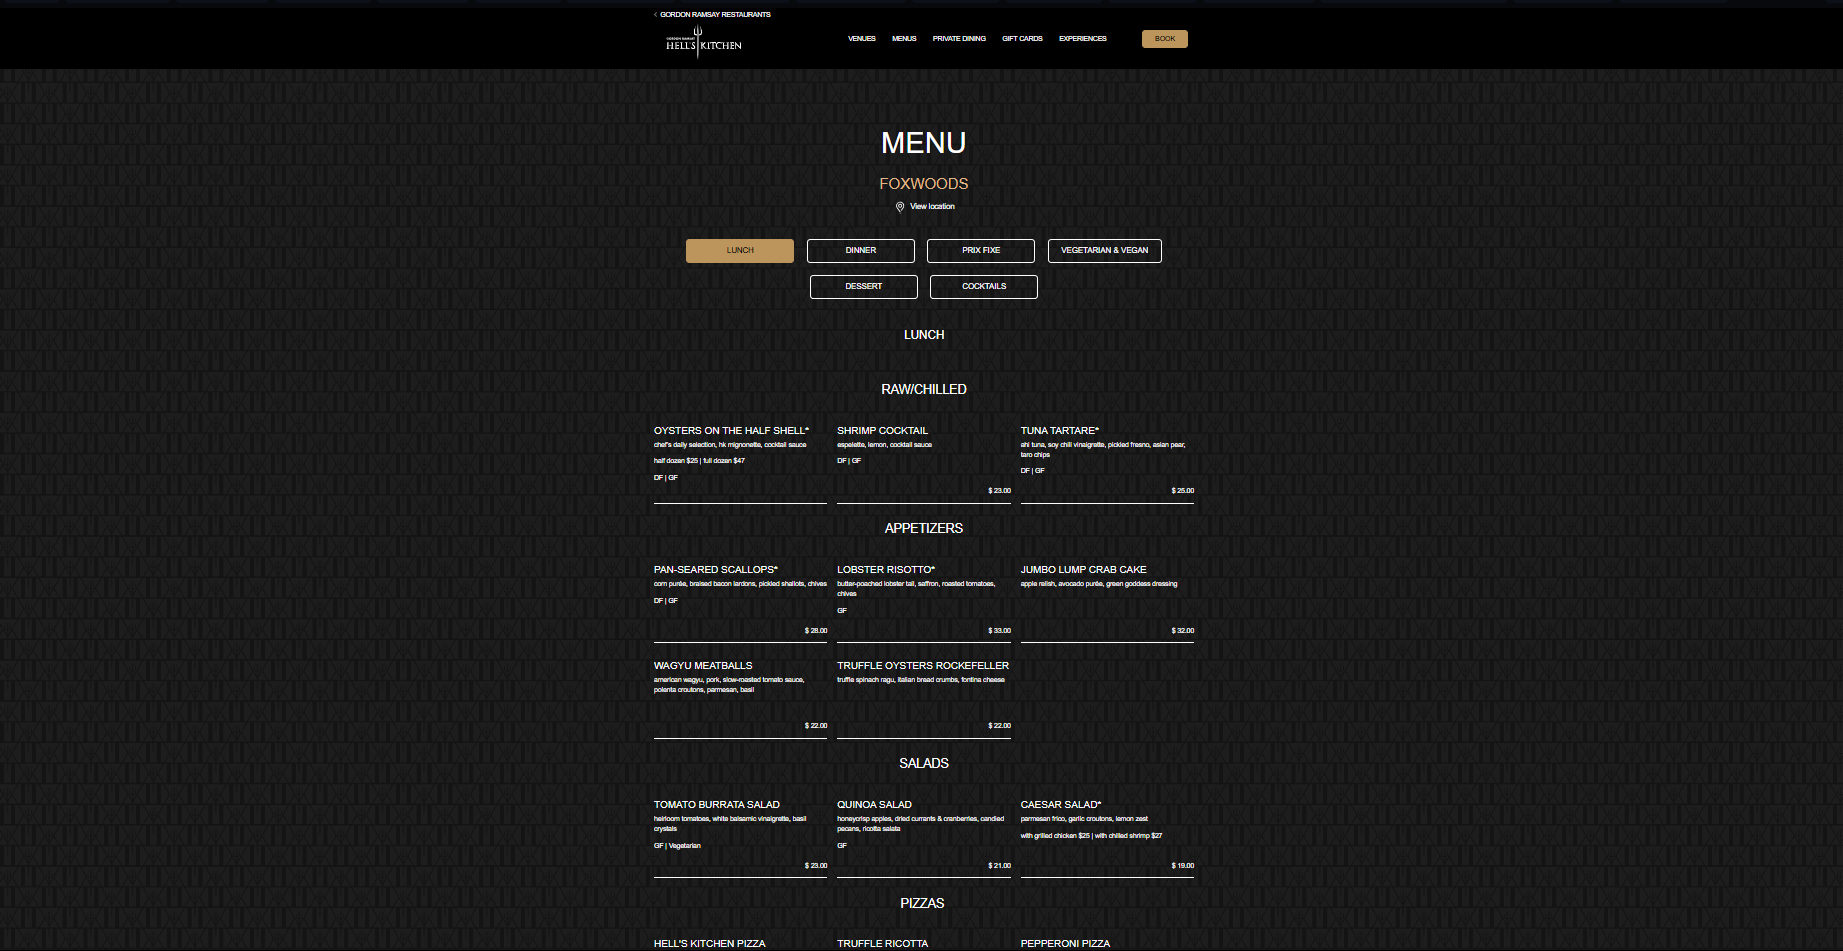 GORDON RAMSAY RESTAURANTS
GORDON RAMSAY
HELL'S KITCHEN
VENUES
MENUS
PRIVATE DINING
GIFT CARDS
EXPERIENCES
BOOK
MENU
FOXWOODS
View location
LUNCH
DINNER
PRIX FIXE
VEGETARIAN & VEGAN
DESSERT
COCKTAILS
LUNCH
RAW/CHILLED
OYSTERS ON THE HALF SHELL*
chef's daily selection, hk mignonette, cocktail sauce
half dozen $25 | full dozen $47
DF | GF
SHRIMP COCKTAIL
espelette, lemon, cocktail sauce
DF | GF
$ 23.00
TUNA TARTARE*
ahi tuna, soy chili vinaigrette, pickled fresno, asian pear,
taro chips
DF | GF
$ 25.00
APPETIZERS
PAN-SEARED SCALLOPS*
corn purée, braised bacon lardons, pickled shallots, chives
DF | GF
$ 28.00
LOBSTER RISOTTO*
butter-poached lobster tail, saffron, roasted tomatoes,
chives
GF
$ 33.00
JUMBO LUMP CRAB CAKE
apple relish, avocado purée, green goddess dressing
$ 32.00
WAGYU MEATBALLS
american wagyu, pork, slow-roasted tomato sauce,
polenta croutons, parmesan, basil
$ 22.00
TRUFFLE OYSTERS ROCKEFELLER
truffle spinach ragu, italian bread crumbs, fontina cheese
$ 22.00
SALADS
TOMATO BURRATA SALAD
heirloom tomatoes, white balsamic vinaigrette, basil
crystals
GF | Vegetarian
$ 23.00
QUINOA SALAD
honeycrisp apples, dried currants & cranberries, candied
pecans, ricotta salata
GF
$ 21.00
CAESAR SALAD*
parmesan frico, garlic croutons, lemon zest
with grilled chicken $25 | with chilled shrimp $27
$ 19.00
PIZZAS
HELL'S KITCHEN PIZZA
TRUFFLE RICOTTA
PEPPERONI PIZZA